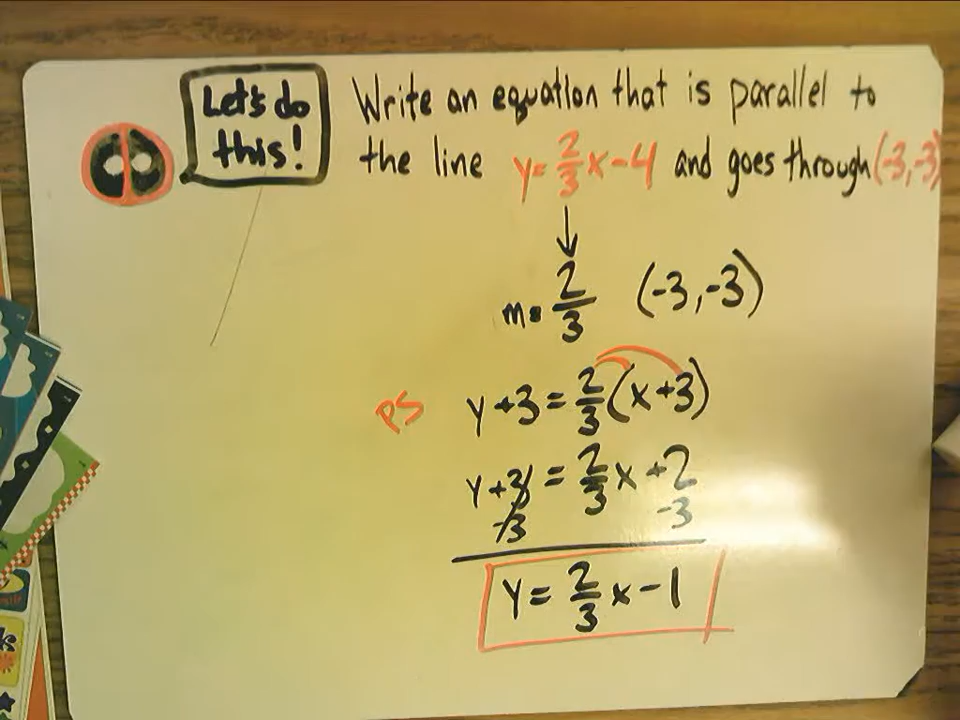 Let's do
this!
Write an equation that is parallel to
the line y=2/3x-4 and goes through (-3,-3)
m=2/3 (-3,-3)
PS y+3=2/3(x+3)
y+3=2/3x+2
-3 -3
y=2/3x-1